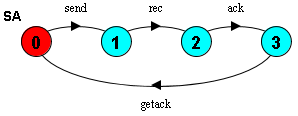 SA
send rec ack
0 1 2 3
getack